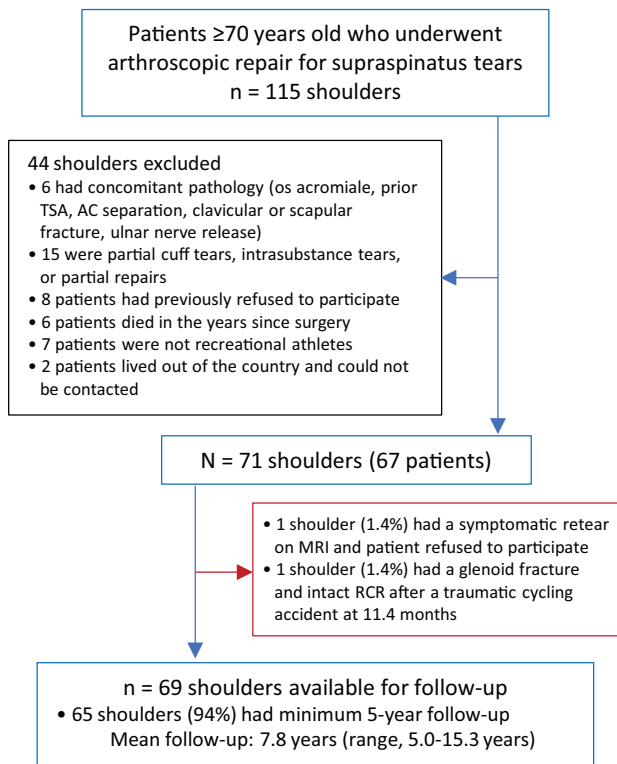 Patients ≥70 years old who underwent
arthroscopic repair for supraspinatus tears
n = 115 shoulders
44 shoulders excluded
• 6 had concomitant pathology (os acromiale, prior
TSA, AC separation, clavicular or scapular
fracture, ulnar nerve release)
• 15 were partial cuff tears, intrasubstance tears,
or partial repairs
• 8 patients had previously refused to participate
• 6 patients died in the years since surgery
• 7 patients were not recreational athletes
• 2 patients lived out of the country and could not
be contacted
N = 71 shoulders (67 patients)
• 1 shoulder (1.4%) had a symptomatic retear
on MRI and patient refused to participate
• 1 shoulder (1.4%) had a glenoid fracture
and intact RCR after a traumatic cycling
accident at 11.4 months
n = 69 shoulders available for follow-up
• 65 shoulders (94%) had minimum 5-year follow-up
Mean follow-up: 7.8 years (range, 5.0-15.3 years)